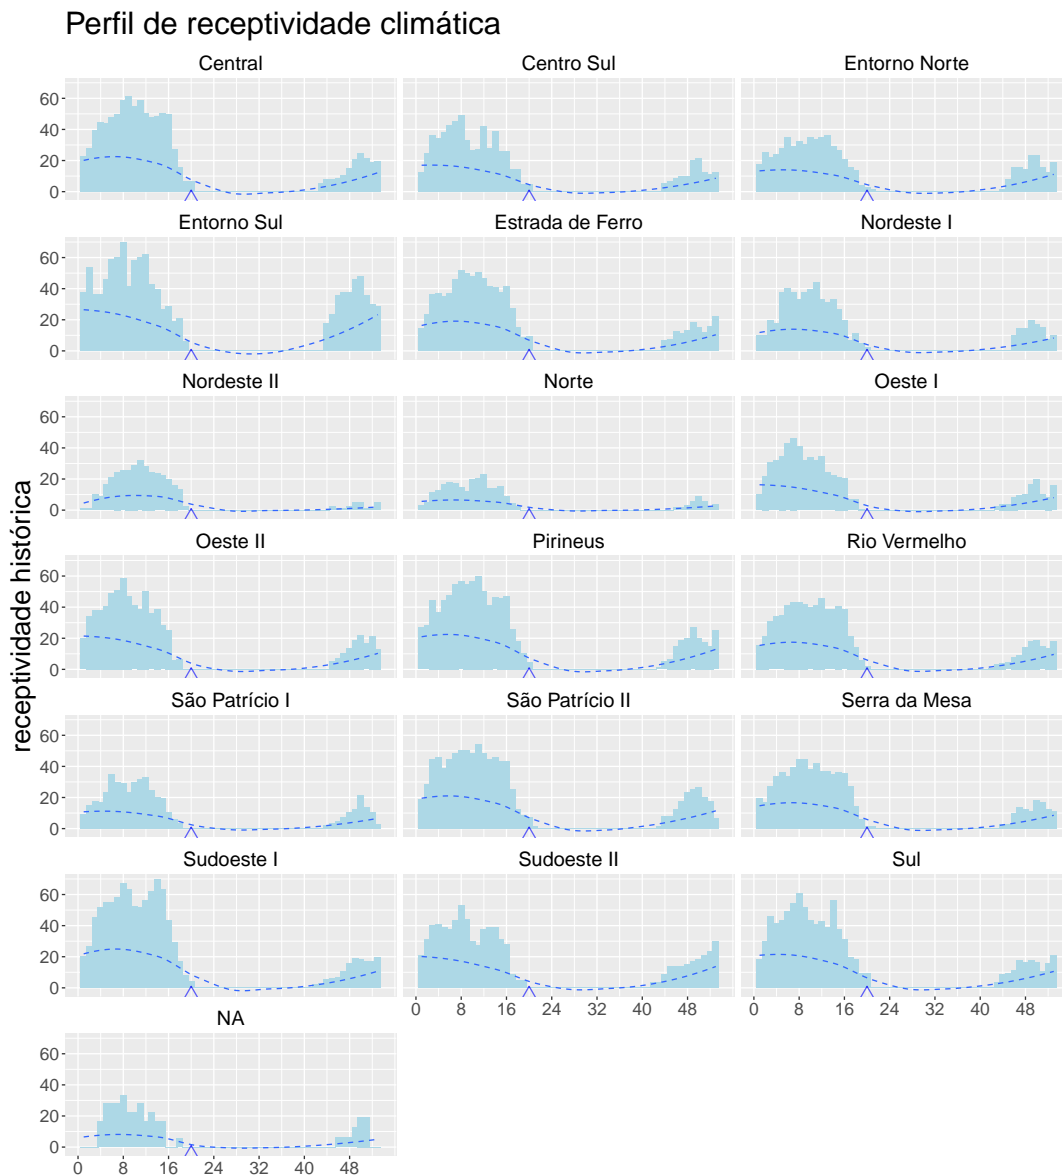 Perfil de receptividade climática
Central
Centro Sul
Entorno Norte
60
40
20
0
Entorno Sul
Estrada de Ferro
Nordeste I
60
40
20
0
Nordeste II
Norte
Oeste I
60
40
20
0
receptividade histórica
Oeste II
Pirineus
Rio Vermelho
60
40
20
0
São Patrício I
São Patrício II
Serra da Mesa
60
40
20
0
Sudoeste I
Sudoeste II
Sul
60
40
20
0
0 8 16 24 32 40 48
0 8 16 24 32 40 48
NA
60
40
20
0
0 8 16 24 32 40 48